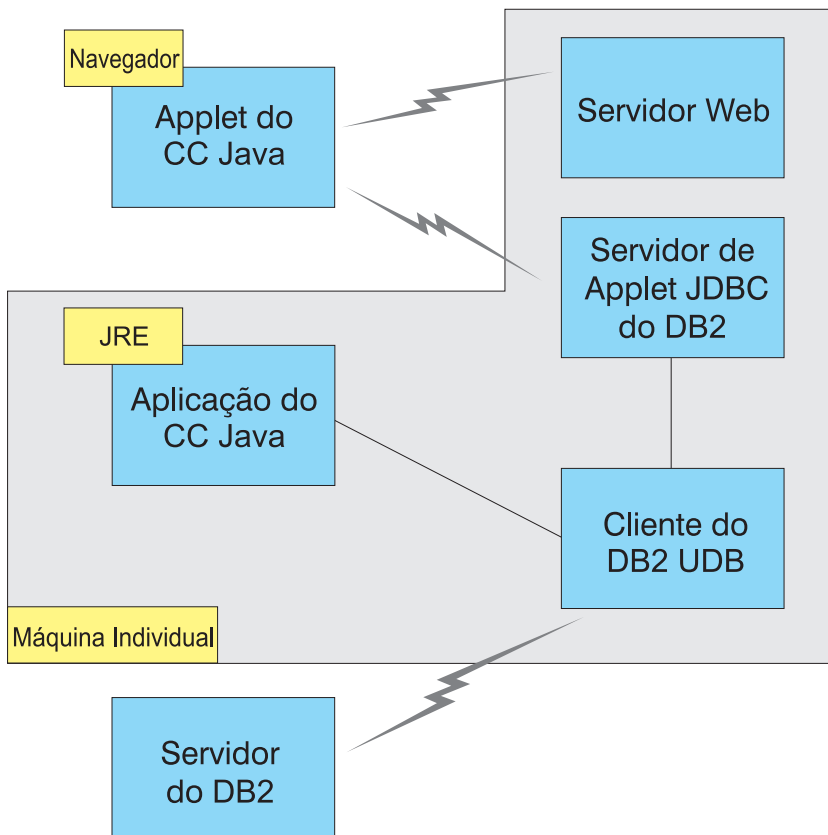 Navegador
Applet do
CC Java
Servidor Web
Servidor de
Applet JDBC
do DB2
JRE
Aplicação do
CC Java
Cliente do
DB2 UDB
Máquina Individual
Servidor
do DB2